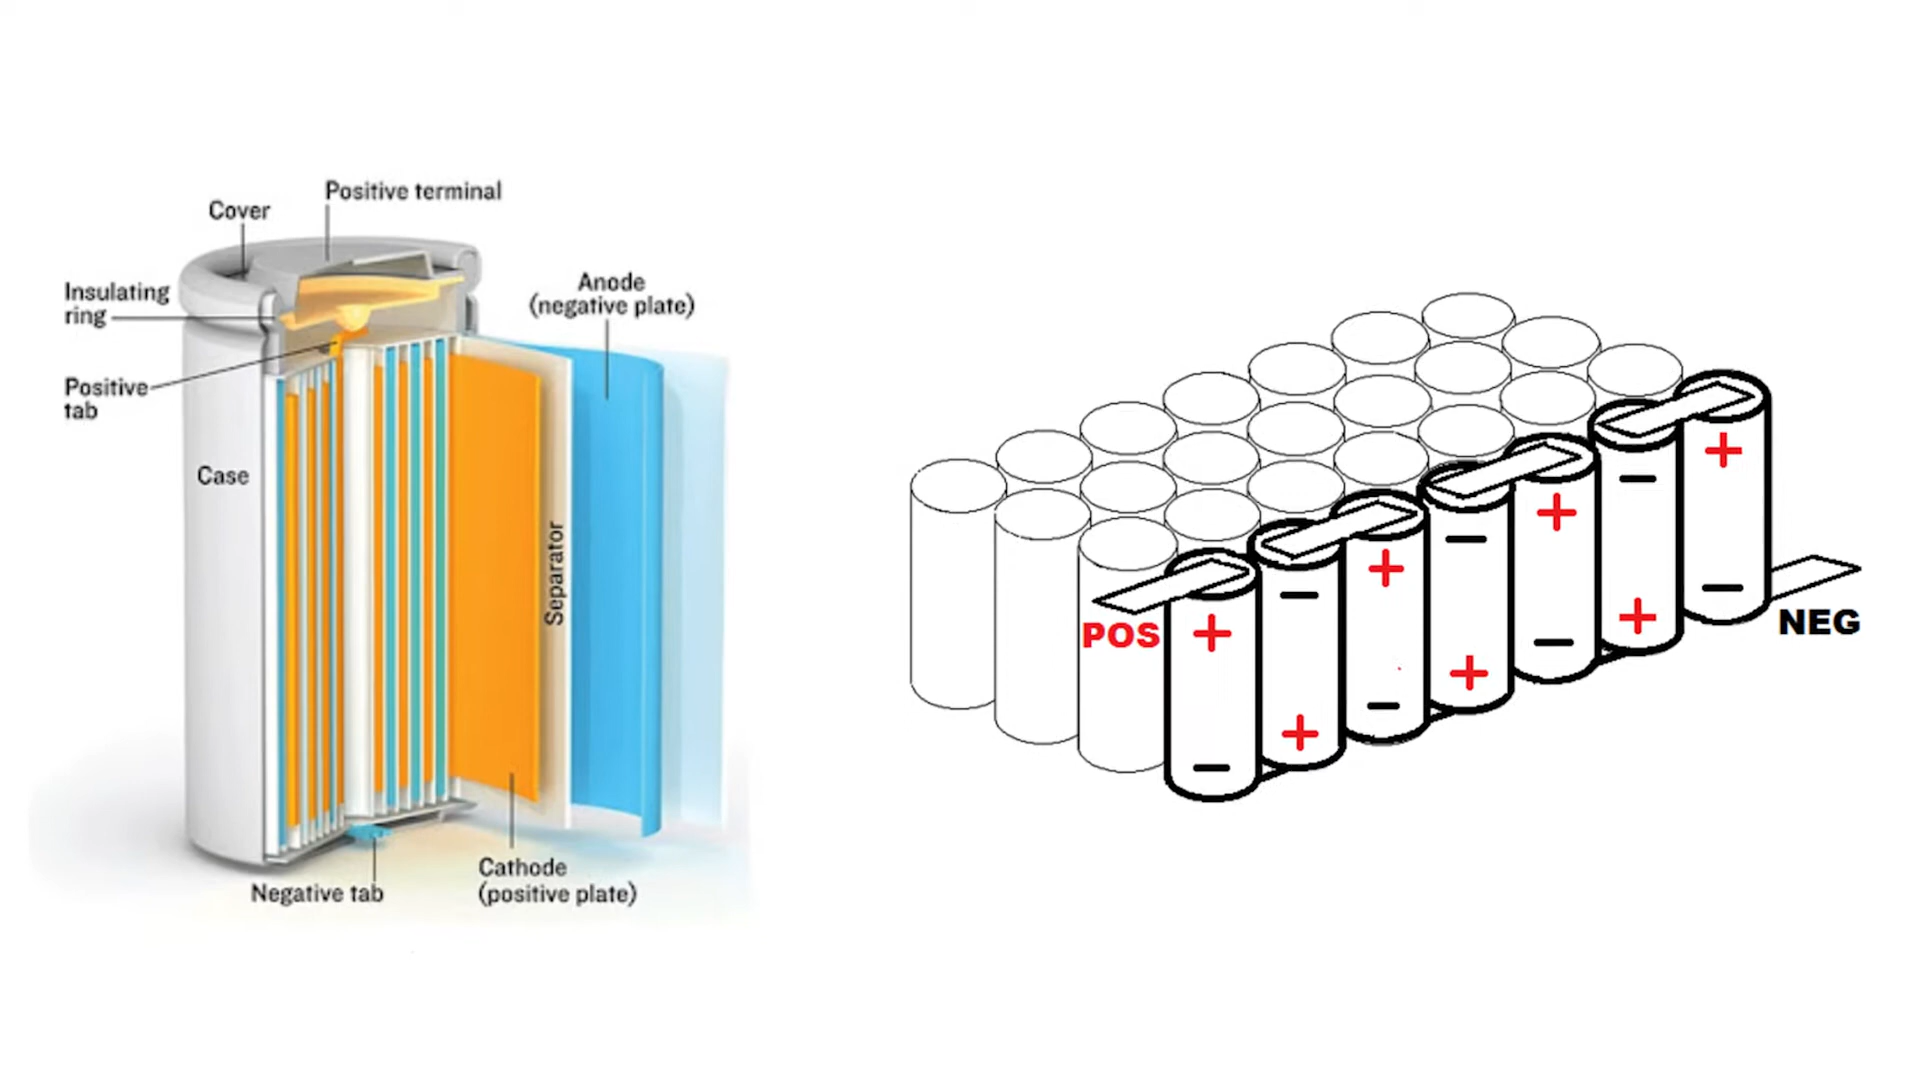 Positive terminal
Cover
Insulating
ring
Positive
tab
Case
Anode
(negative plate)
Separator
Negative tab
Cathode
(positive plate)
POS
NEG
+
−
−
+
+
−
−
+
+
−
−
+
+
−